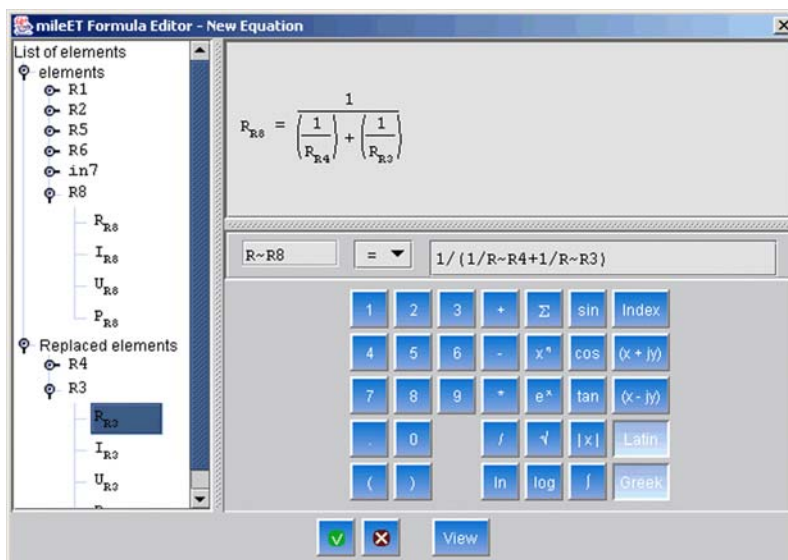 mileET Formula Editor - New Equation
List of elements
elements
R1
R2
R5
R6
in7
R8
R_R8
I_R8
U_R8
P_R8
Replaced elements
R4
R3
R_R3
I_R3
U_R3
R_R8 = 1 / ((1 / R_R4) + (1 / R_R3))
R~R8 = 1/(1/R~R4+1/R~R3)
1 2 3 + Σ sin Index
4 5 6 - xⁿ cos (x + jy)
7 8 9 * eˣ tan (x - jy)
. 0 / √ |x| Latin
( ) ln log ∫ Greek
View